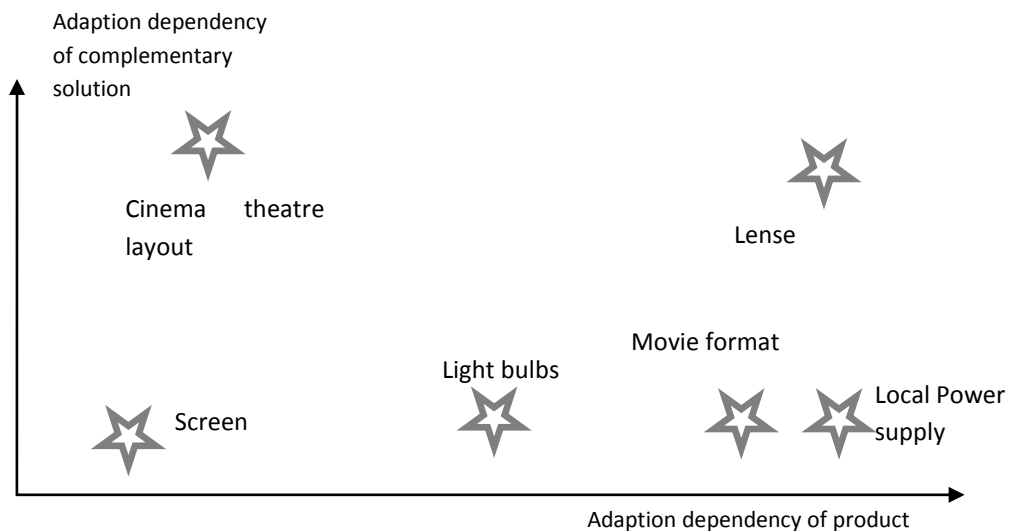 Adaption dependency
of complementary
solution
Cinema theatre
layout
Lense
Movie format
Light bulbs
Local Power
supply
Screen
Adaption dependency of product